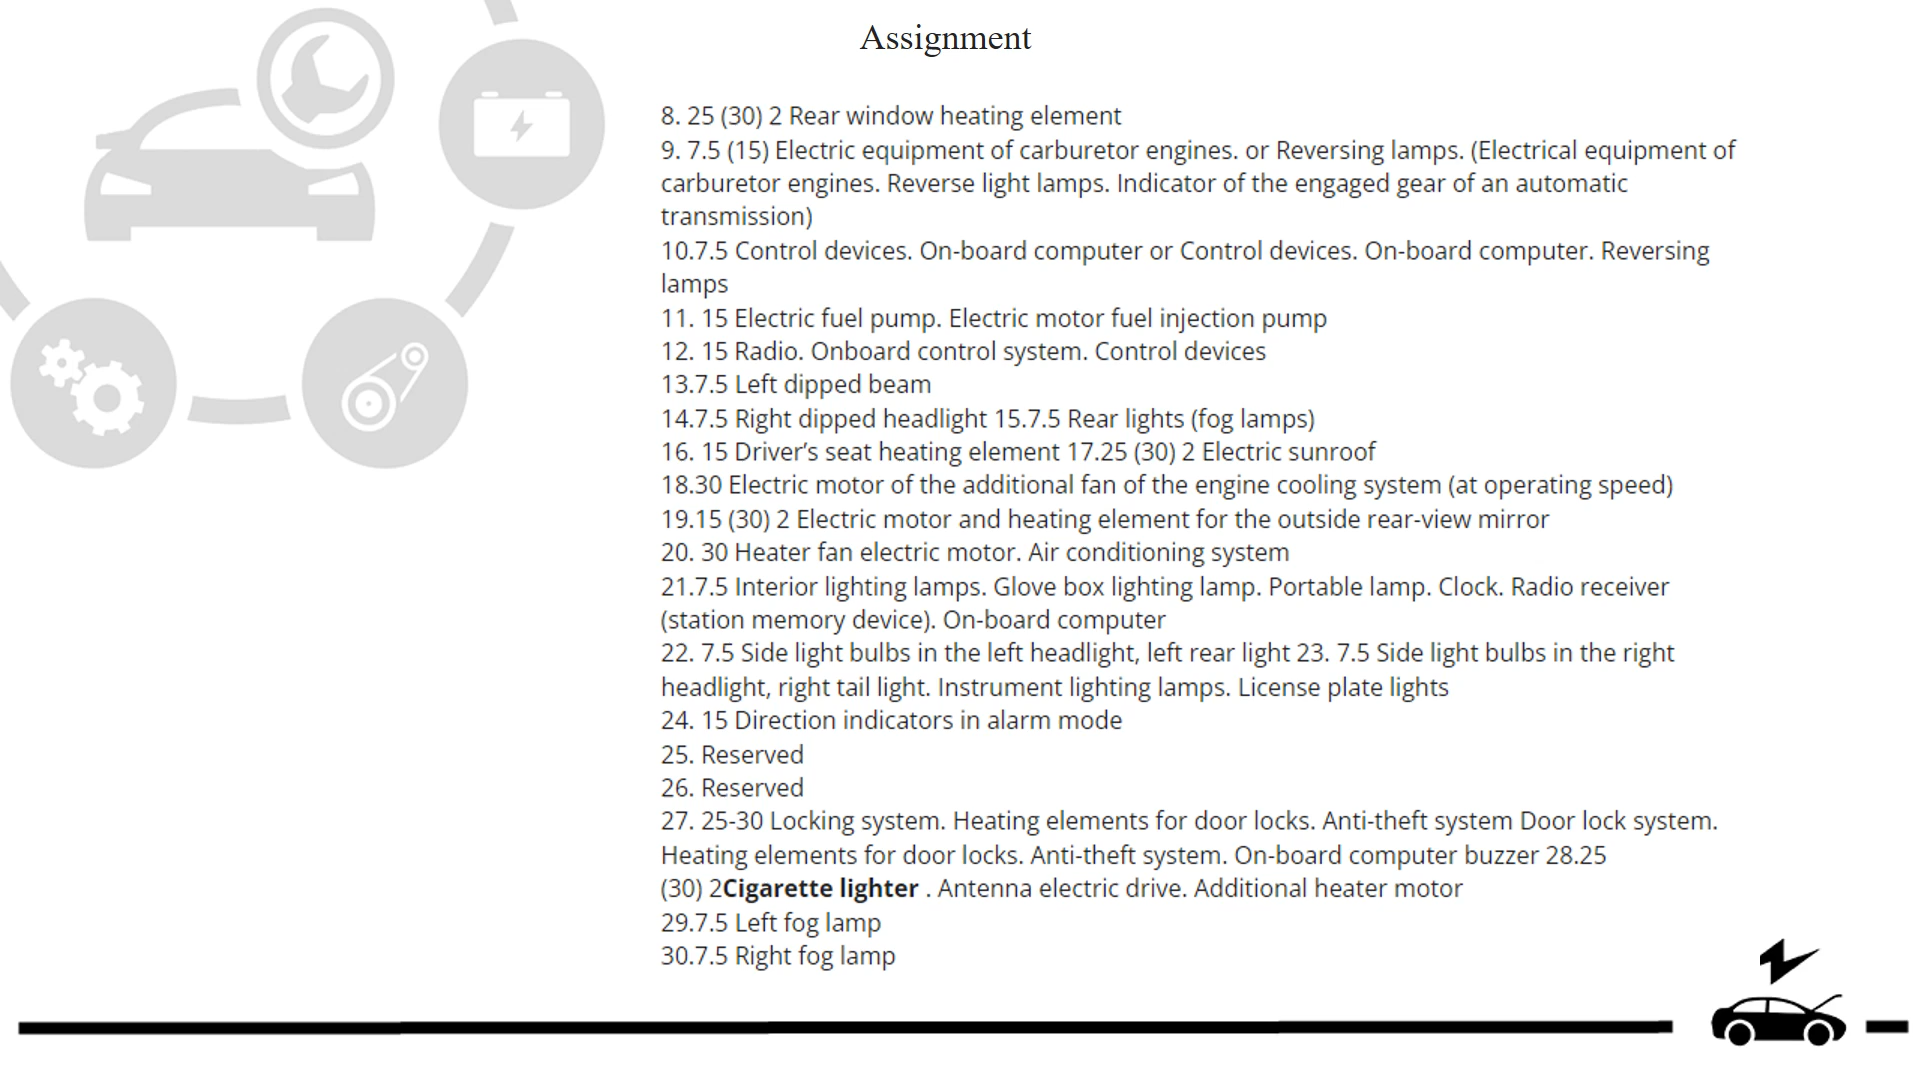 Assignment
8. 25 (30) 2 Rear window heating element
9. 7.5 (15) Electric equipment of carburetor engines. or Reversing lamps. (Electrical equipment of
carburetor engines. Reverse light lamps. Indicator of the engaged gear of an automatic
transmission)
10.7.5 Control devices. On-board computer or Control devices. On-board computer. Reversing
lamps
11. 15 Electric fuel pump. Electric motor fuel injection pump
12. 15 Radio. Onboard control system. Control devices
13.7.5 Left dipped beam
14.7.5 Right dipped headlight 15.7.5 Rear lights (fog lamps)
16. 15 Driver’s seat heating element 17.25 (30) 2 Electric sunroof
18.30 Electric motor of the additional fan of the engine cooling system (at operating speed)
19.15 (30) 2 Electric motor and heating element for the outside rear-view mirror
20. 30 Heater fan electric motor. Air conditioning system
21.7.5 Interior lighting lamps. Glove box lighting lamp. Portable lamp. Clock. Radio receiver
(station memory device). On-board computer
22. 7.5 Side light bulbs in the left headlight, left rear light 23. 7.5 Side light bulbs in the right
headlight, right tail light. Instrument lighting lamps. License plate lights
24. 15 Direction indicators in alarm mode
25. Reserved
26. Reserved
27. 25-30 Locking system. Heating elements for door locks. Anti-theft system Door lock system.
Heating elements for door locks. Anti-theft system. On-board computer buzzer 28.25
(30) 2Cigarette lighter . Antenna electric drive. Additional heater motor
29.7.5 Left fog lamp
30.7.5 Right fog lamp